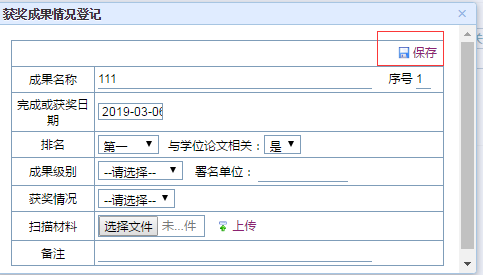 获奖成果情况登记
保存
成果名称 111 序号 1
完成或获奖日期 2019-03-06
排名 第一 与学位论文相关：是
成果级别 --请选择-- 署名单位：
获奖情况 --请选择--
扫描材料 选择文件 未...件 上传
备注